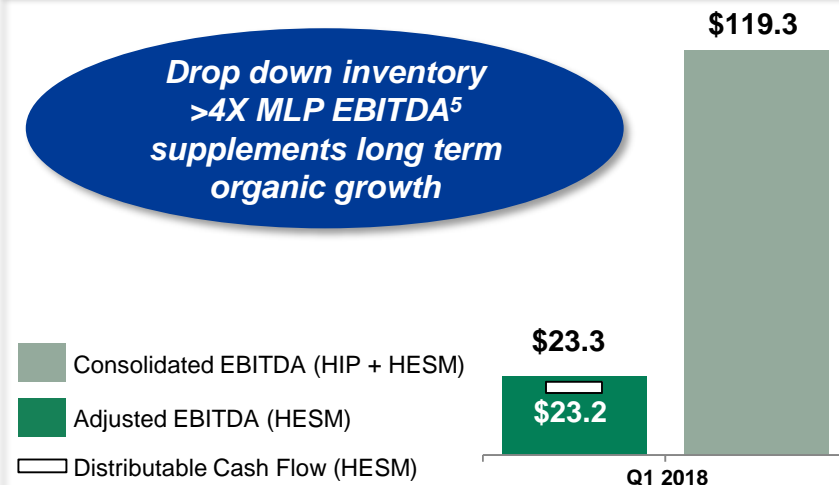 $119.3
Drop down inventory
>4X MLP EBITDA⁵
supplements long term
organic growth
$23.3
Consolidated EBITDA (HIP + HESM)
$23.2
Adjusted EBITDA (HESM)
Distributable Cash Flow (HESM)
Q1 2018